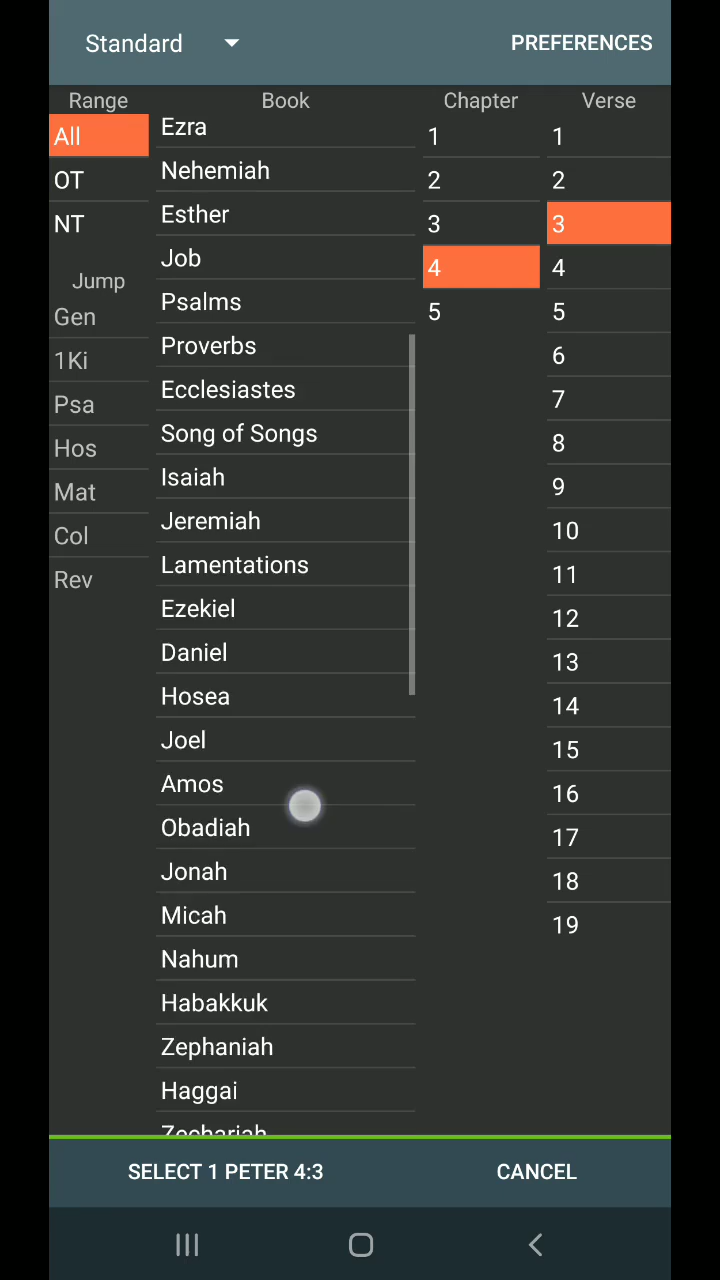 Standard
PREFERENCES
Range
Book
Chapter
Verse
All
OT
NT
Jump
Gen
1Ki
Psa
Hos
Mat
Col
Rev
Ezra
Nehemiah
Esther
Job
Psalms
Proverbs
Ecclesiastes
Song of Songs
Isaiah
Jeremiah
Lamentations
Ezekiel
Daniel
Hosea
Joel
Amos
Obadiah
Jonah
Micah
Nahum
Habakkuk
Zephaniah
Haggai
Zechariah
1
2
3
4
5
1
2
3
4
5
6
7
8
9
10
11
12
13
14
15
16
17
18
19
SELECT 1 PETER 4:3
CANCEL